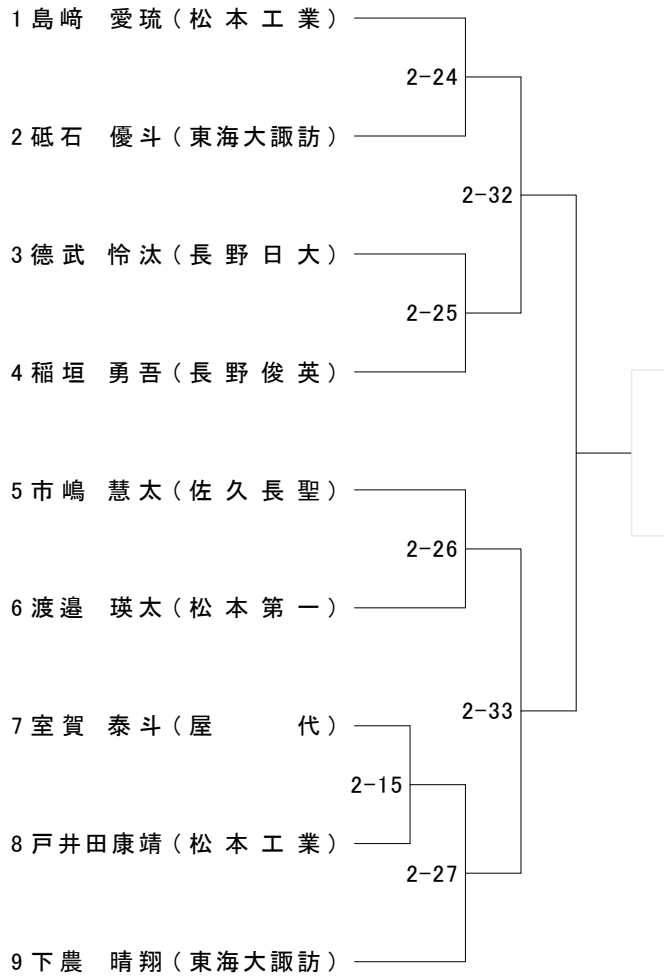 1 島﨑 愛琉（松本工業）
2-24
2 砥石 優斗（東海大諏訪）
2-32
3 德武 怜汰（長野日大）
2-25
4 稲垣 勇吾（長野俊英）
5 市嶋 慧太（佐久長聖）
2-26
6 渡邉 瑛太（松本第一）
7 室賀 泰斗（屋代）
2-33
2-15
8 戸井田康靖（松本工業）
2-27
9 下農 晴翔（東海大諏訪）